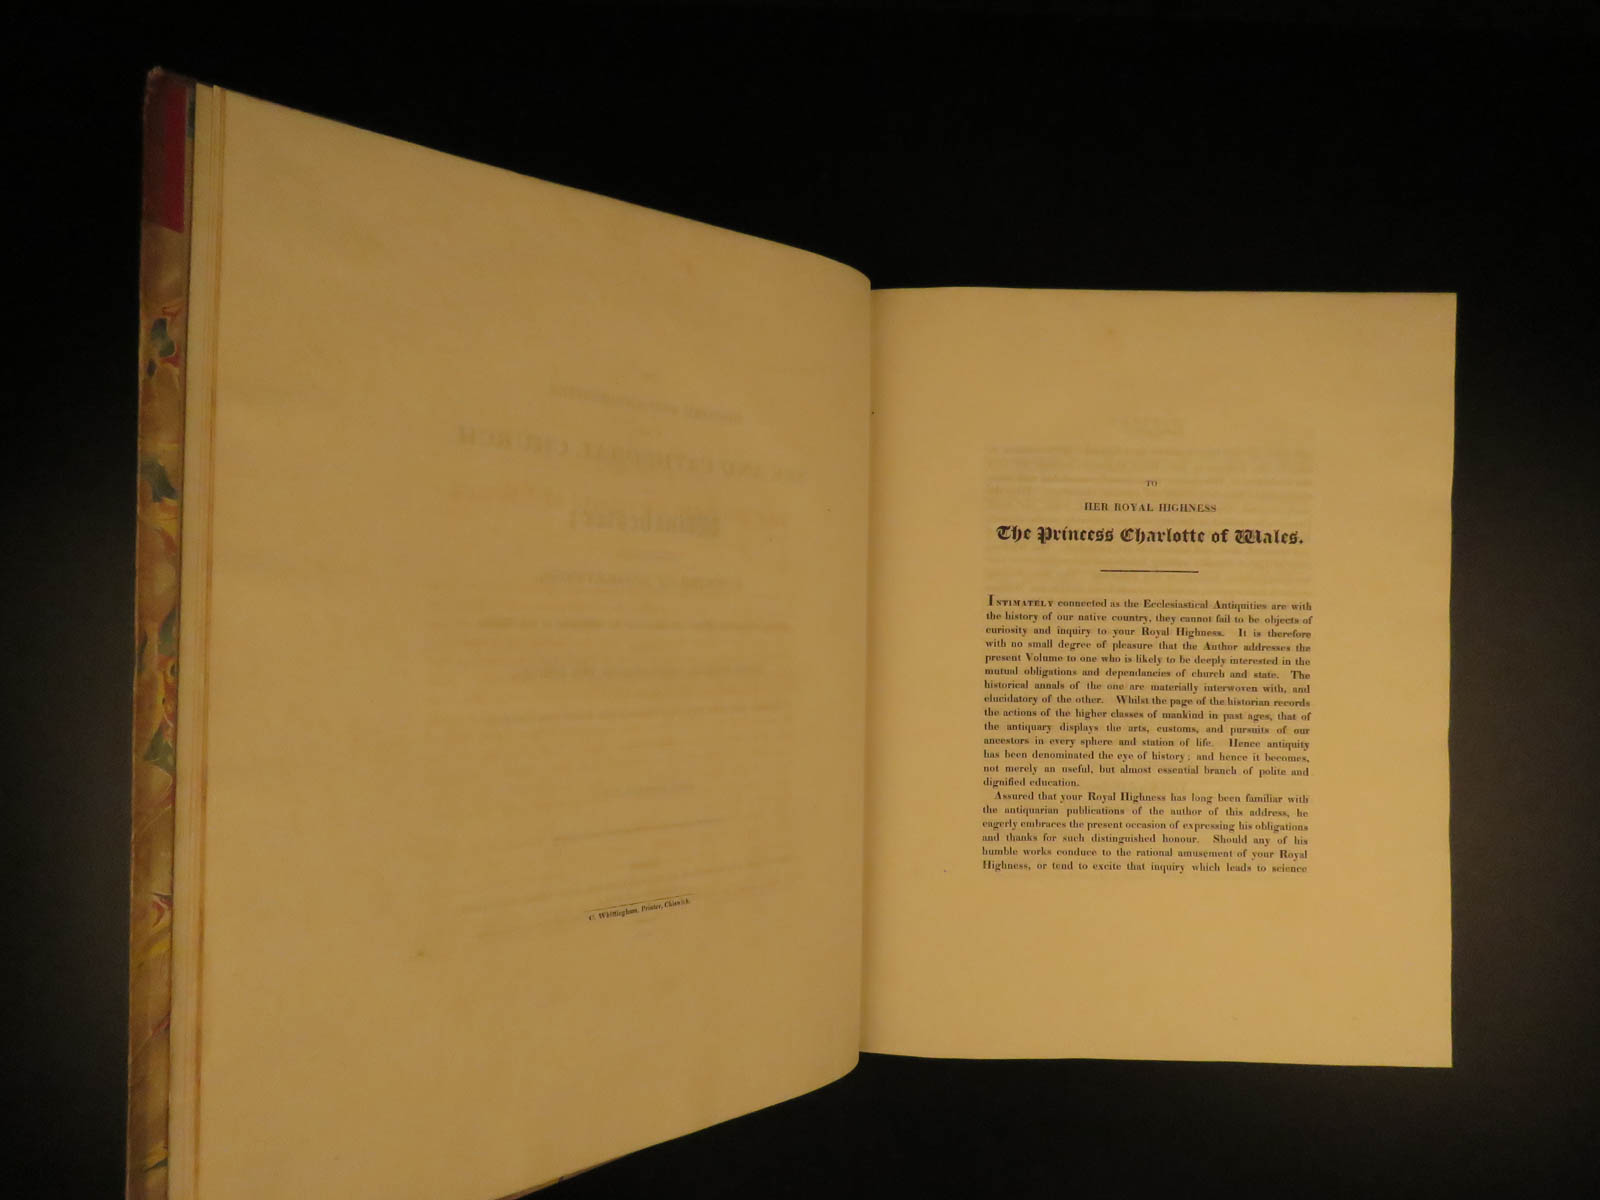 C. Whittingham, Printer, Chiswick.
TO
HER ROYAL HIGHNESS
The Princess Charlotte of Wales.
INTIMATELY connected as the Ecclesiastical Antiquities are with
the history of our native country, they cannot fail to be objects of
curiosity and inquiry to your Royal Highness. It is therefore
with no small degree of pleasure that the Author addresses the
present Volume to one who is likely to be deeply interested in the
mutual obligations and dependancies of church and state. The
historical annals of the one are materially interwoven with, and
elucidatory of the other. Whilst the page of the historian records
the actions of the higher classes of mankind in past ages, that of
the antiquary displays the arts, customs, and pursuits of our
ancestors in every sphere and station of life. Hence antiquity
has been denominated the eye of history; and hence it becomes,
not merely an useful, but almost essential branch of polite and
dignified education.
Assured that your Royal Highness has long been familiar with
the antiquarian publications of the author of this address, he
eagerly embraces the present occasion of expressing his obligations
and thanks for such distinguished honour. Should any of his
humble works conduce to the rational amusement of your Royal
Highness, or tend to excite that inquiry which leads to science